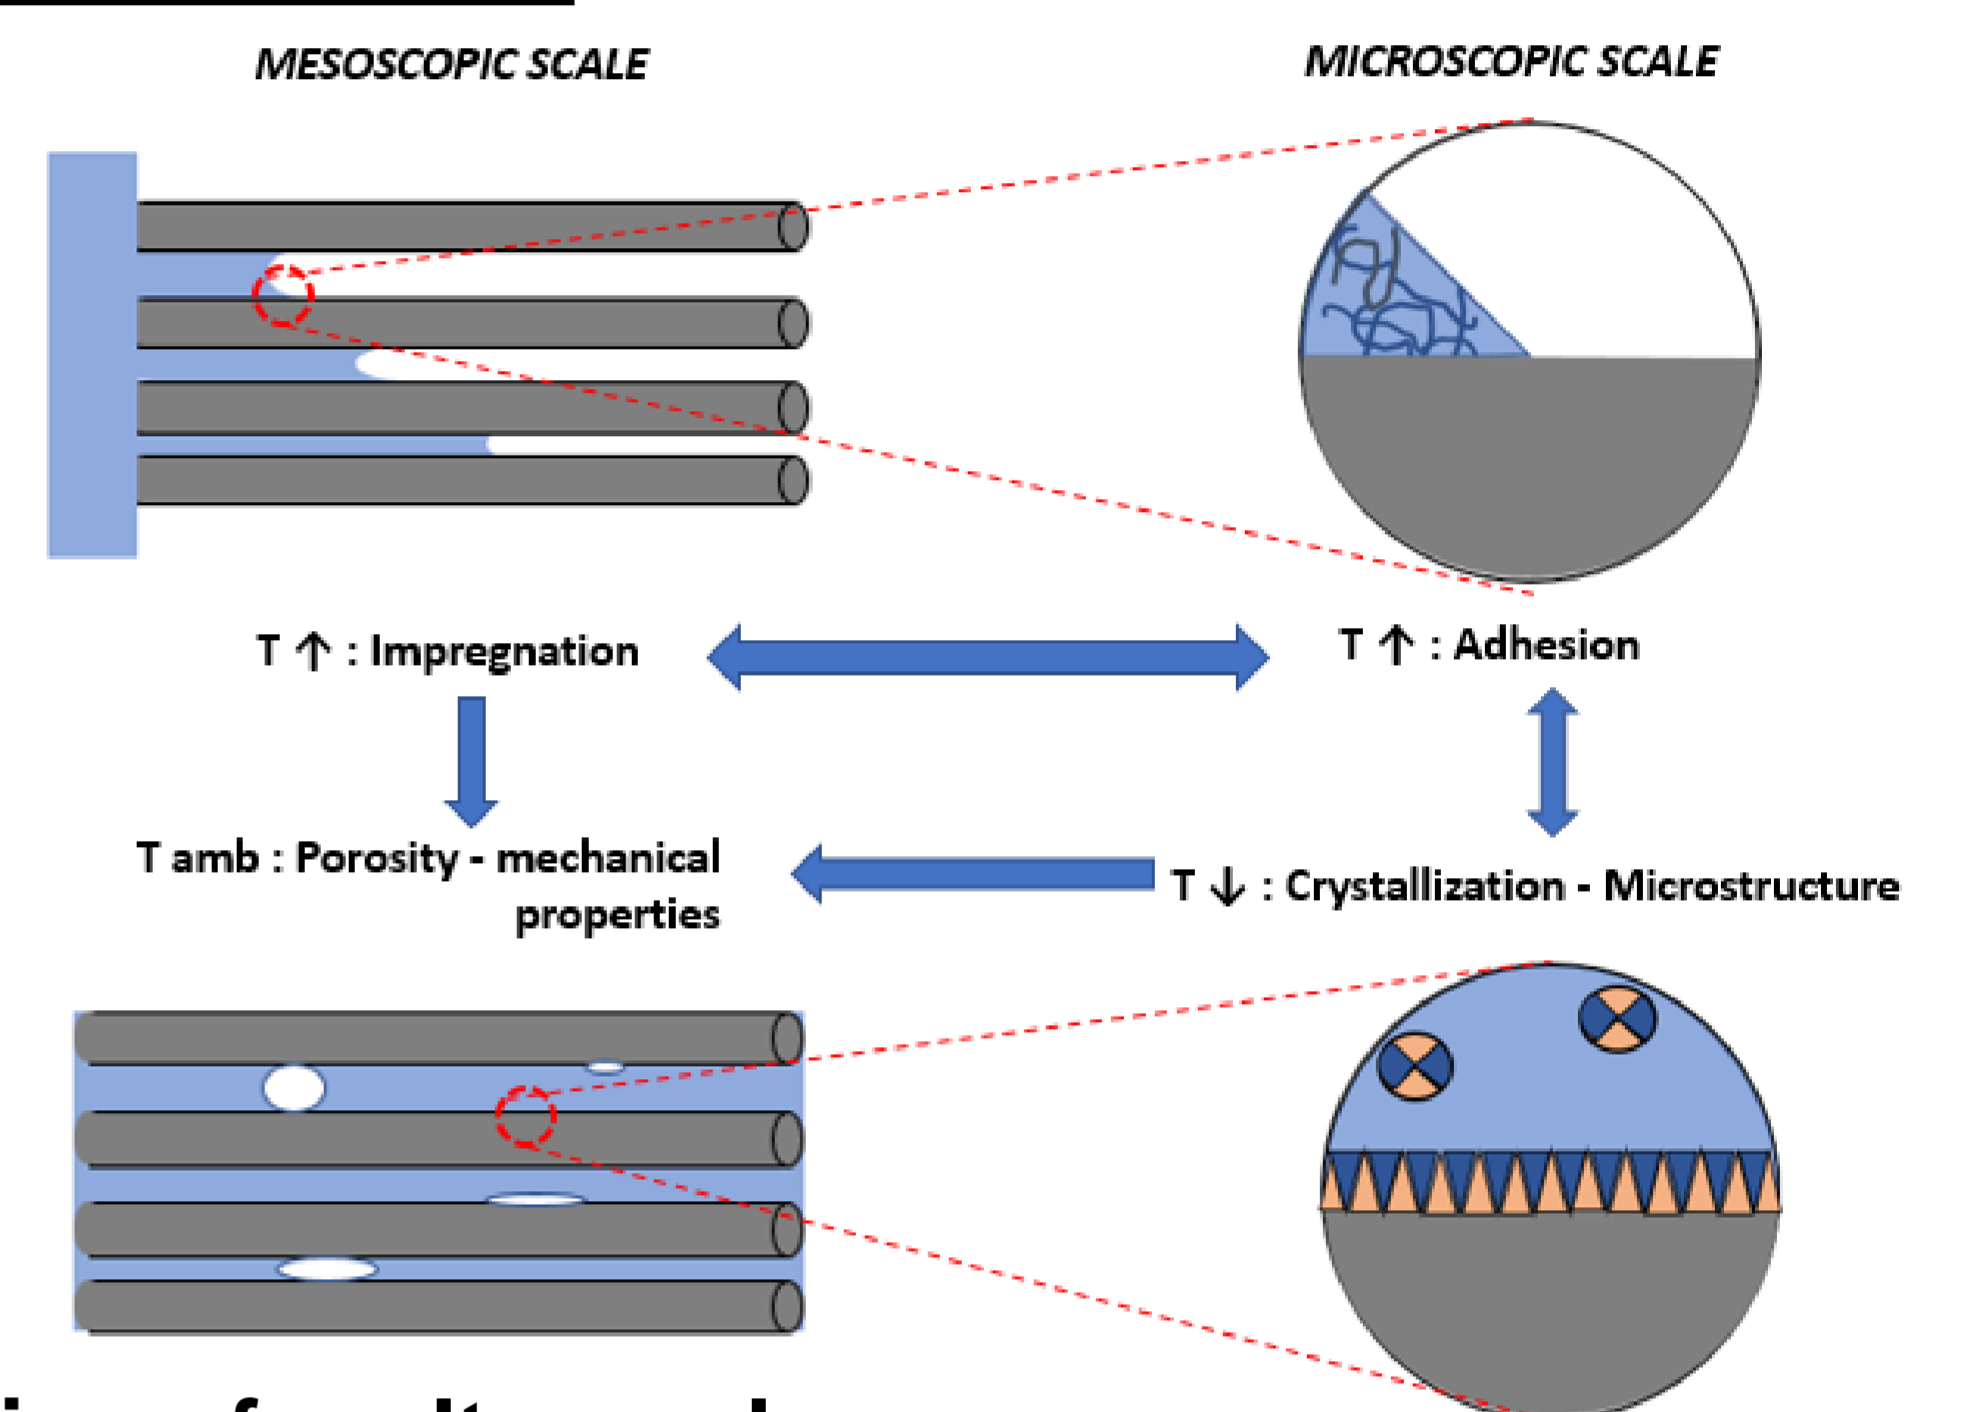 MESOSCOPIC SCALE
MICROSCOPIC SCALE
T ↑ : Impregnation
T ↑ : Adhesion
T amb : Porosity - mechanical
properties
T ↓ : Crystallization - Microstructure